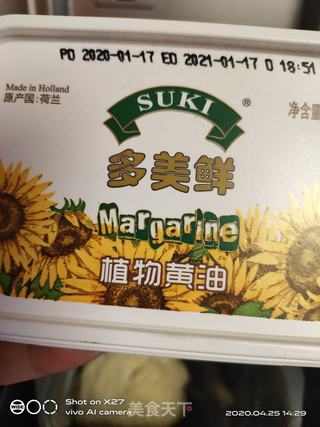 PD 2020-01-17 ED 2021-01-17 D 18:51
Made in Holland
原产国:荷兰
净含量
SUKI ®
多美鲜
Margarine
植物黄油
Shot on X27
vivo AI camera
美食天下
2020.04.25 14:29